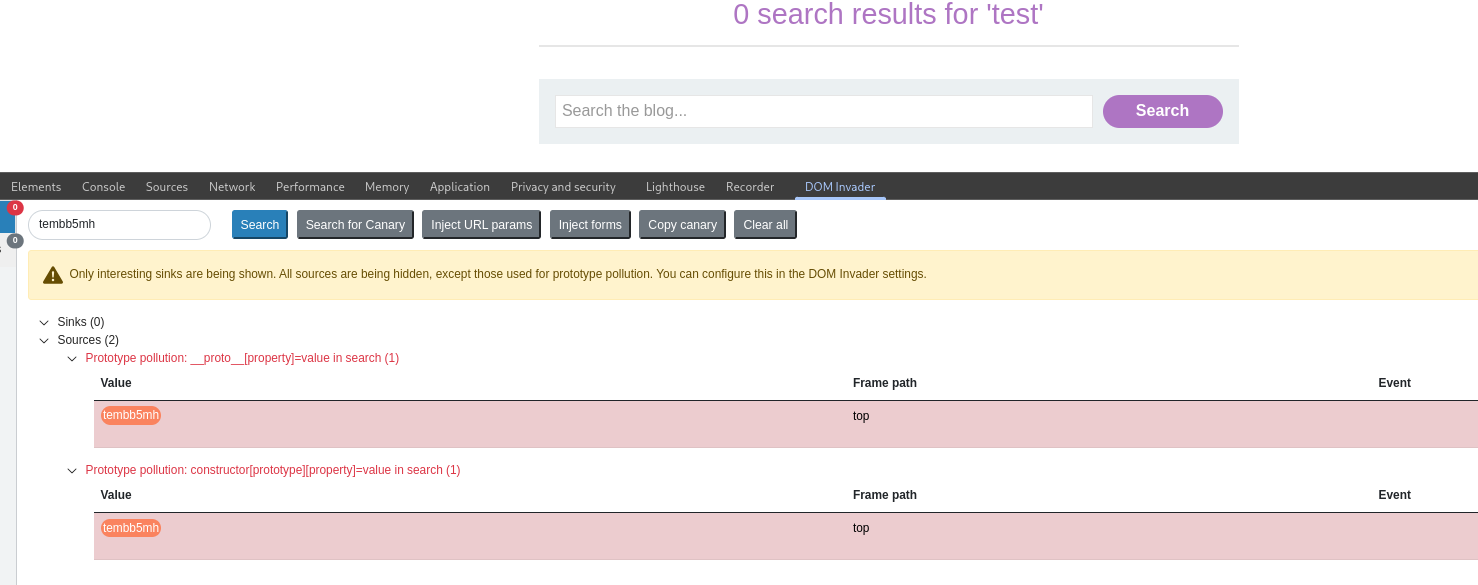 0 search results for 'test'
Search the blog...
Search
Elements Console Sources Network Performance Memory Application Privacy and security Lighthouse Recorder DOM Invader
0
tembb5mh Search Search for Canary Inject URL params Inject forms Copy canary Clear all
0
Only interesting sinks are being shown. All sources are being hidden, except those used for prototype pollution. You can configure this in the DOM Invader settings.
Sinks (0)
Sources (2)
Prototype pollution: __proto__[property]=value in search (1)
Value Frame path Event
tembb5mh top
Prototype pollution: constructor[prototype][property]=value in search (1)
Value Frame path Event
tembb5mh top